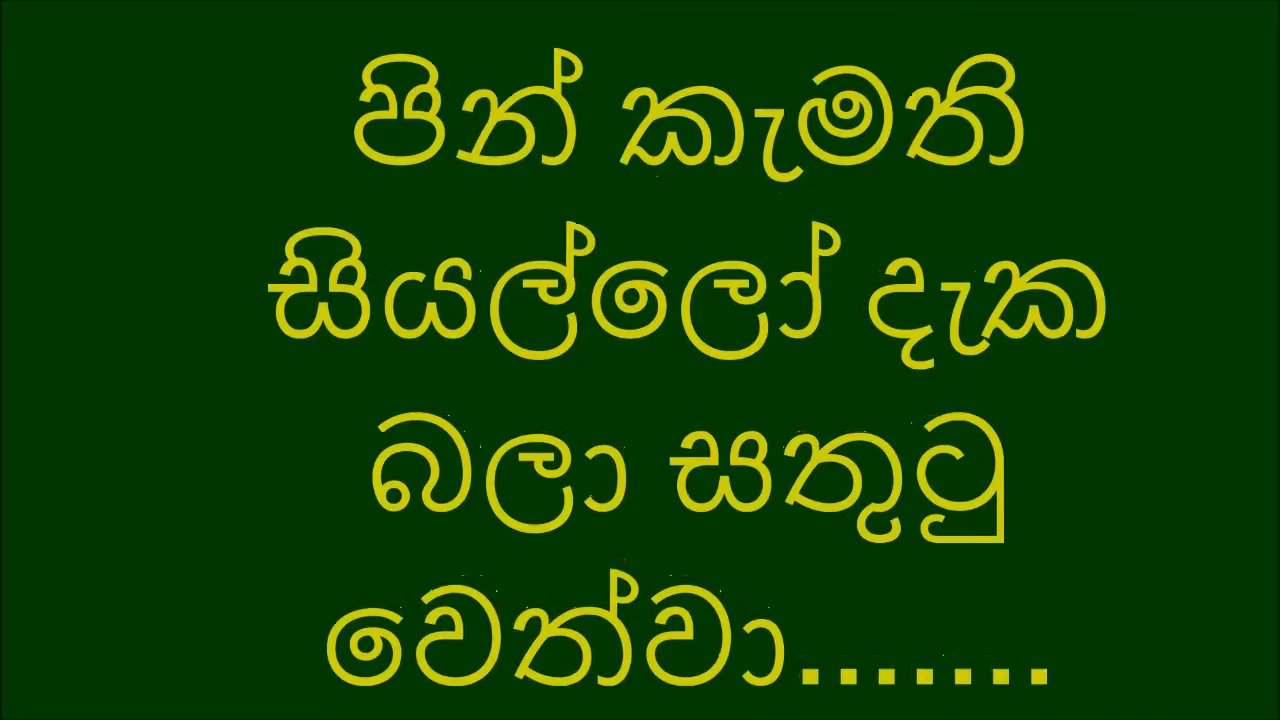 පින් කැමති
සියල්ලෝ දැක
බලා සතුටු
වෙත්වා.......